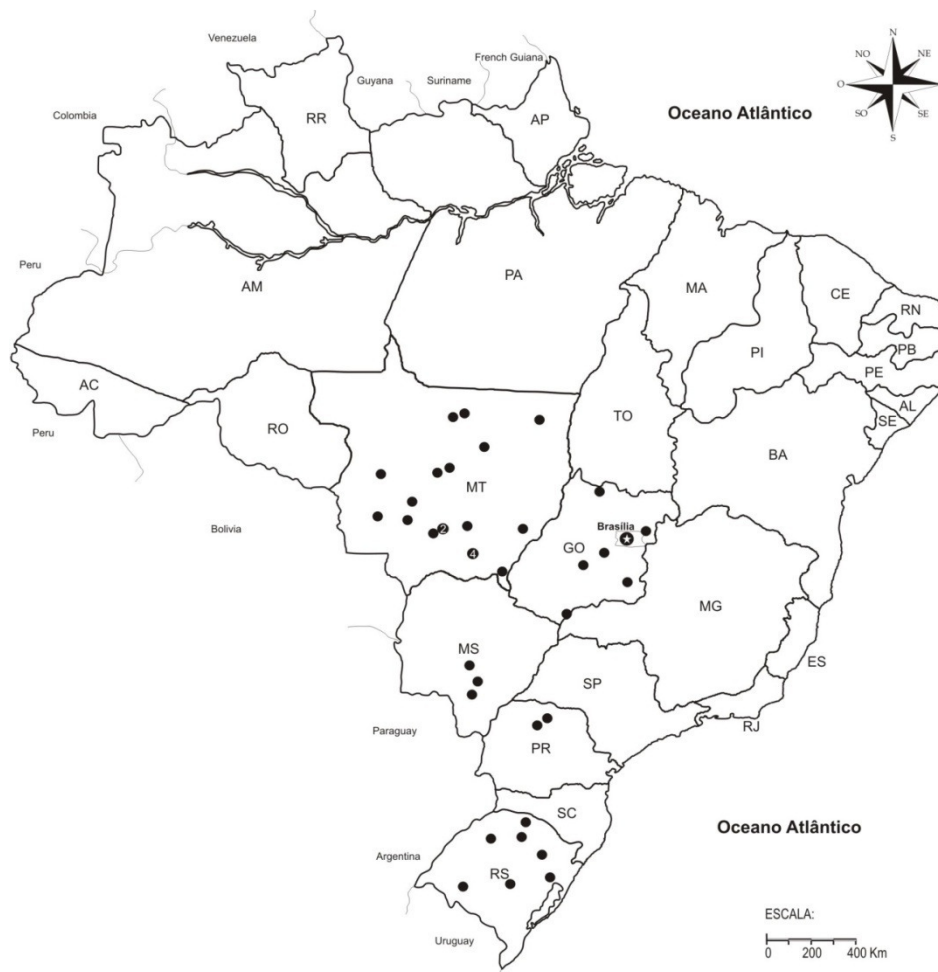 Venezuela
French Guiana
N
NO
NE
O
SO
SE
S
Guyana
Suriname
Colombia
RR
AP
Oceano Atlântico
Peru
AM
PA
MA
CE
RN
PB
PI
PE
AC
AL
TO
SE
Peru
RO
BA
MT
Bolivia
2
Brasília
4
GO
MG
MS
ES
SP
Paraguay
RJ
PR
SC
Oceano Atlântico
Argentina
RS
ESCALA:
Uruguay
0 200 400 Km